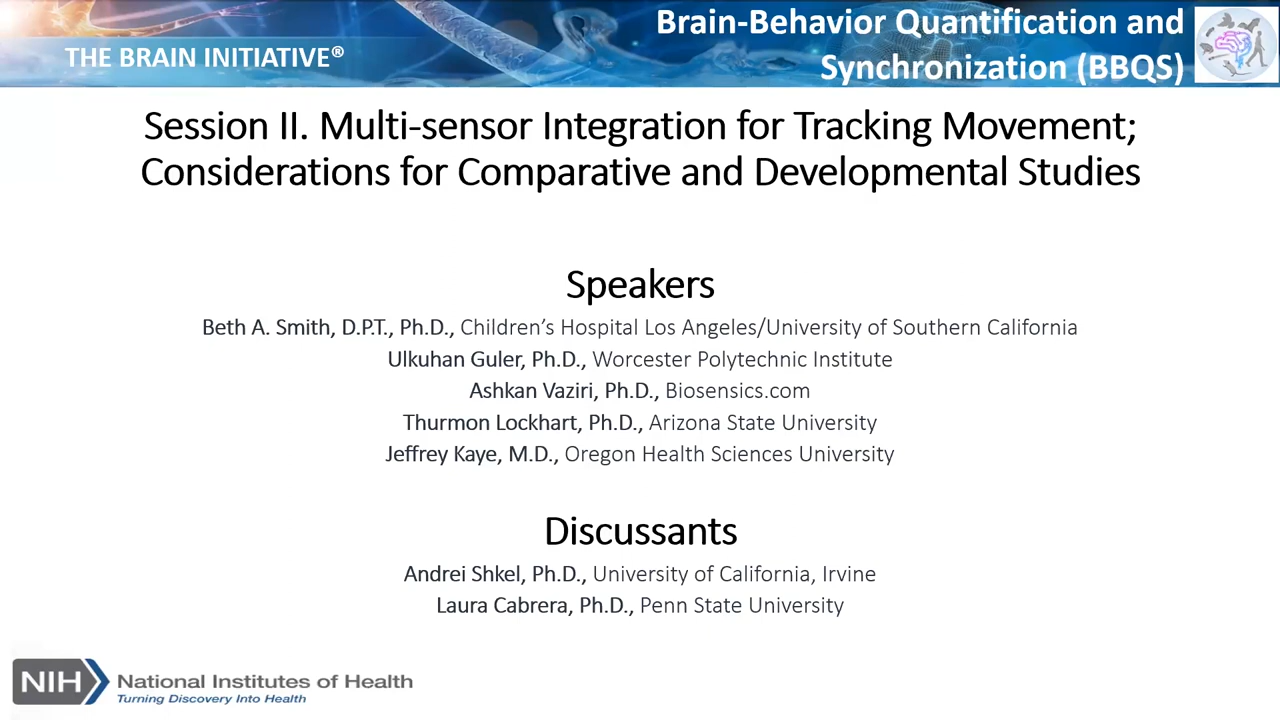 THE BRAIN INITIATIVE®
Brain-Behavior Quantification and
Synchronization (BBQS)
Session II. Multi-sensor Integration for Tracking Movement;
Considerations for Comparative and Developmental Studies
Speakers
Beth A. Smith, D.P.T., Ph.D., Children’s Hospital Los Angeles/University of Southern California
Ulkuhan Guler, Ph.D., Worcester Polytechnic Institute
Ashkan Vaziri, Ph.D., Biosensics.com
Thurmon Lockhart, Ph.D., Arizona State University
Jeffrey Kaye, M.D., Oregon Health Sciences University
Discussants
Andrei Shkel, Ph.D., University of California, Irvine
Laura Cabrera, Ph.D., Penn State University
NIH National Institutes of Health
Turning Discovery Into Health